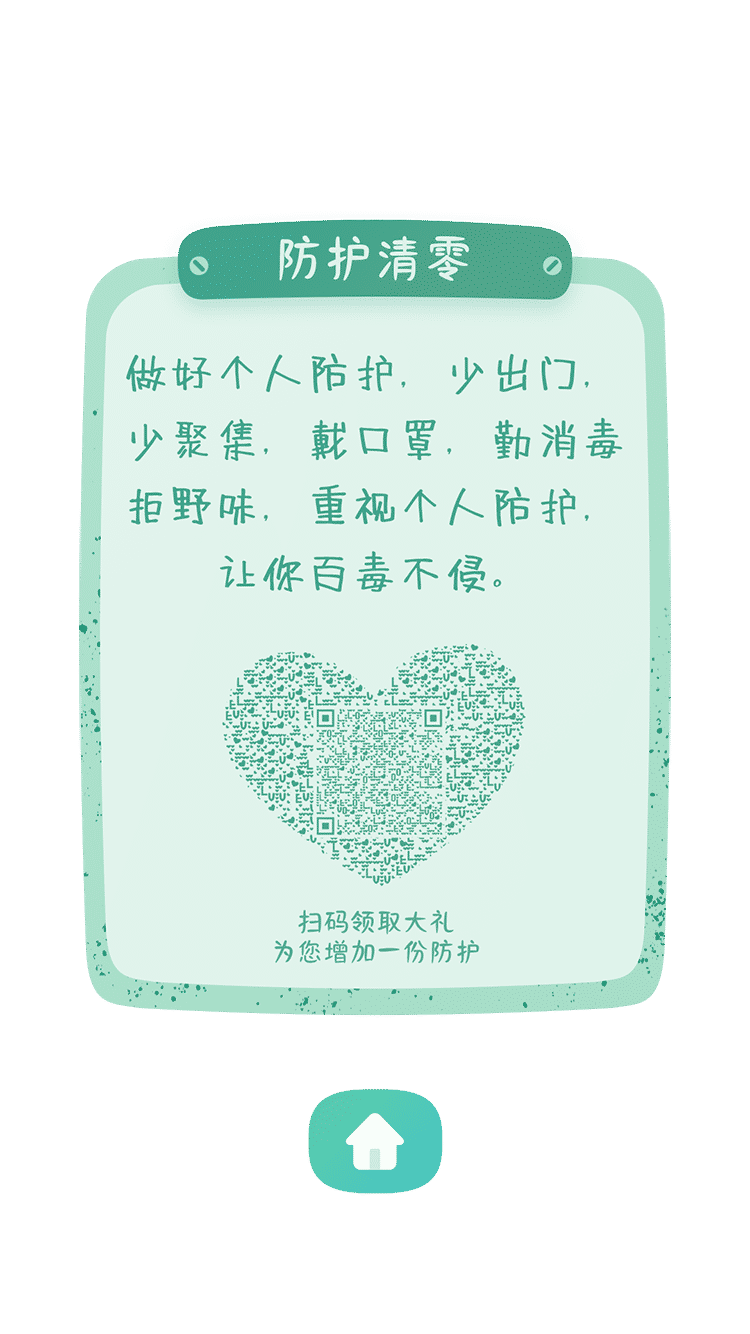 防护清零
做好个人防护，少出门，
少聚集，戴口罩，勤消毒
拒野味，重视个人防护，
让你百毒不侵。
扫码领取大礼
为您增加一份防护